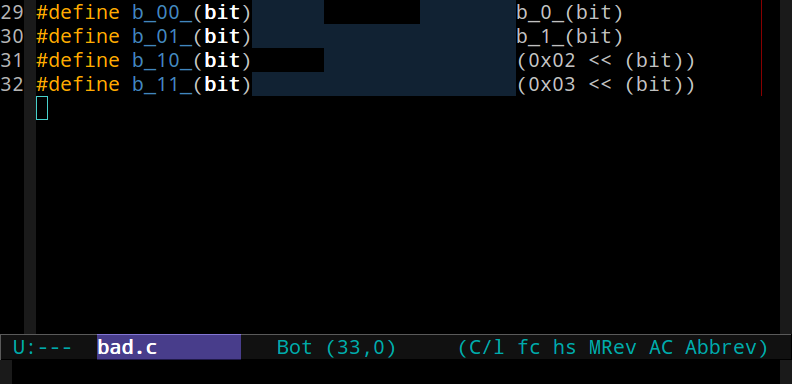 29 #define b_00_(bit)                      b_0_(bit)
30 #define b_01_(bit)                      b_1_(bit)
31 #define b_10_(bit)                      (0x02 << (bit))
32 #define b_11_(bit)                      (0x03 << (bit))
U:---  bad.c          Bot (33,0)     (C/l fc hs MRev AC Abbrev)